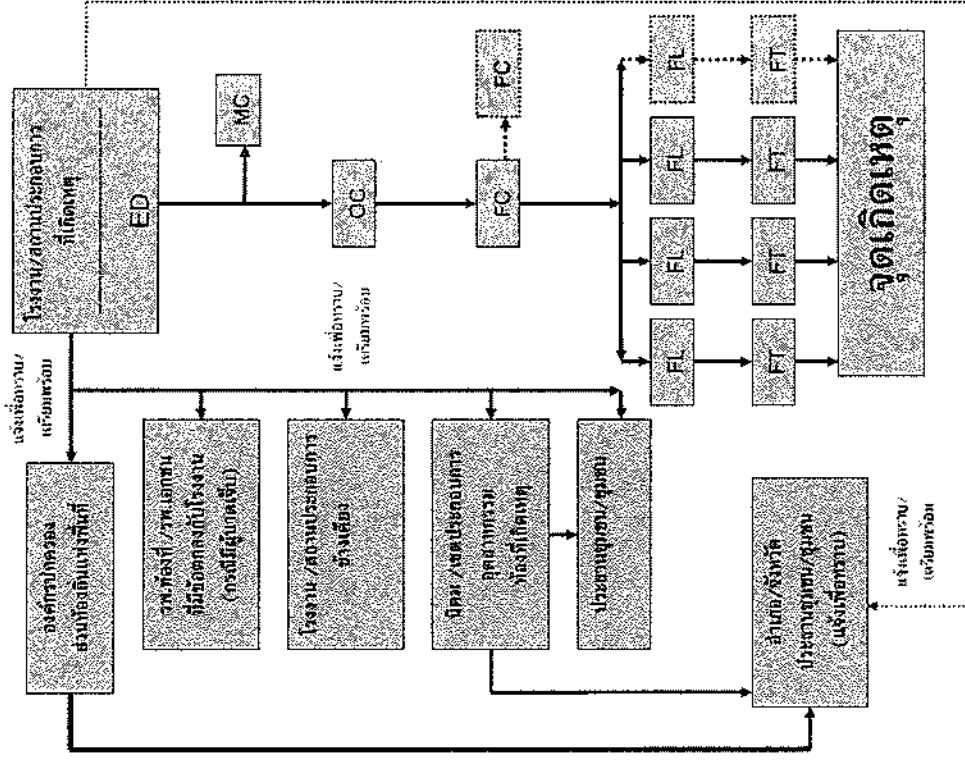 โรงงาน/สถานประกอบการ
ที่เกิดเหตุ
ED
MC
OC
FC
FC
FL
FL
FL
FL
FT
FT
FT
FT
จุดเกิดเหตุ
แจ้งเพื่อทราบ/
เตรียมพร้อม
แจ้งเพื่อทราบ/
เตรียมพร้อม
องค์กรปกครอง
ส่วนท้องถิ่นแห่งพื้นที่
รพ.ท้องที่/รพ.เอกชน
ที่มีข้อตกลงกับโรงงาน
(กรณีมีผู้บาดเจ็บ)
โรงงาน/สถานประกอบการ
ข้างเคียง
นิคม/เขตประกอบการ
อุตสาหกรรม
ท้องที่เกิดเหตุ
ประธานชุมชน/ชุมชน
อำเภอ/จังหวัด
ประธานชุมชน/ชุมชน
(แจ้งเพื่อทราบ)
แจ้งเพื่อทราบ/
เตรียมพร้อม